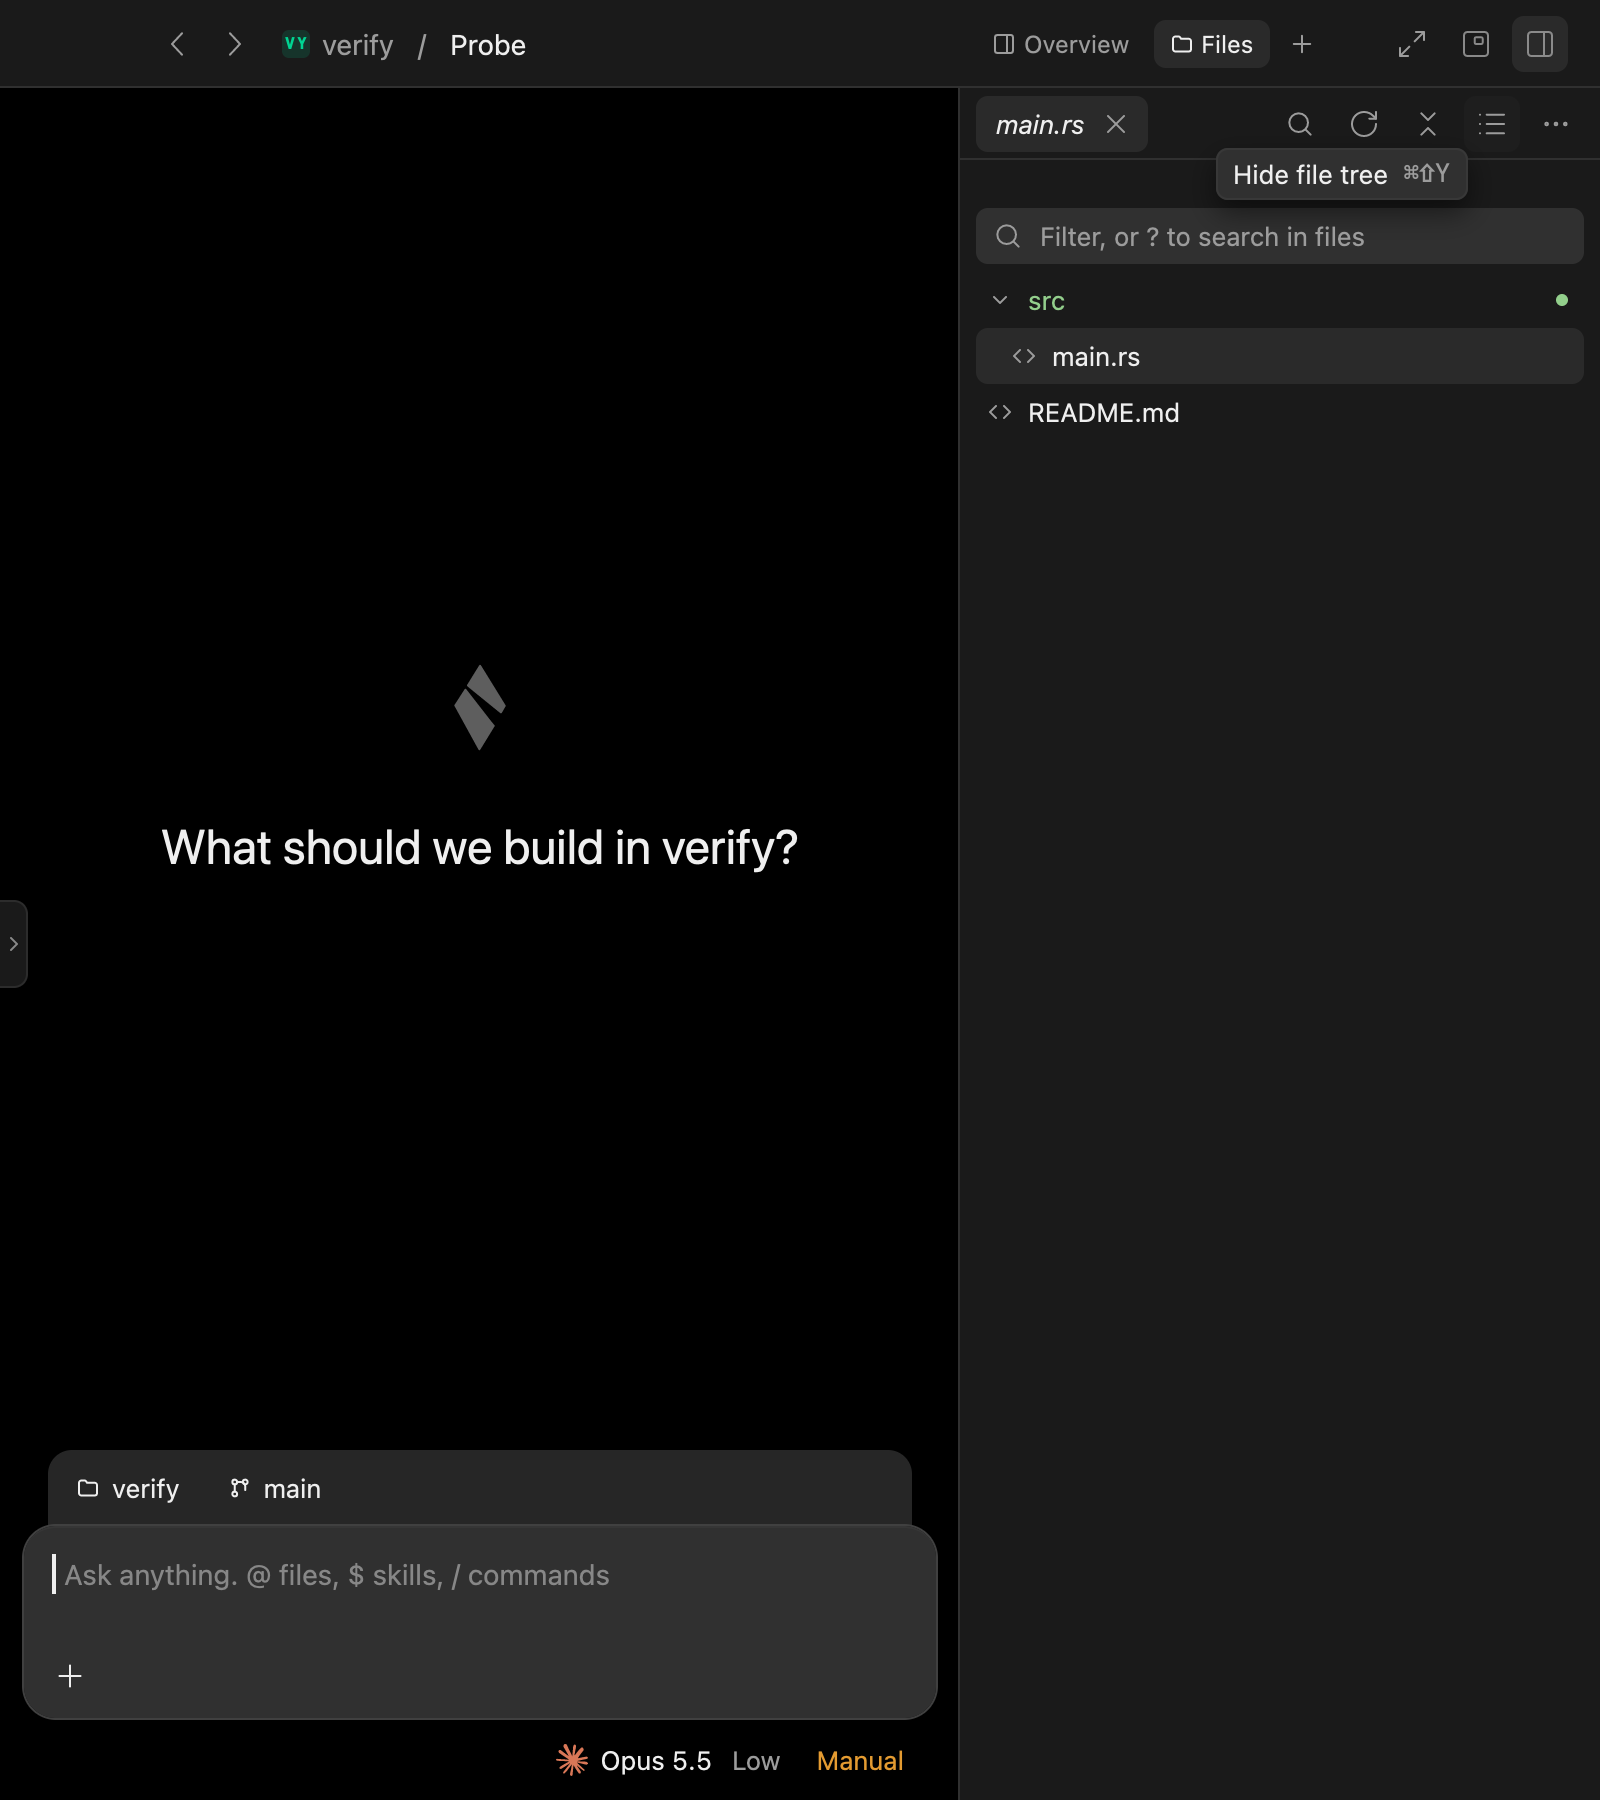 VY verify / Probe
Overview
Files
main.rs
Hide file tree ⌘⇧Y
Filter, or ? to search in files
src
main.rs
README.md
What should we build in verify?
verify
main
Ask anything. @ files, $ skills, / commands
Opus 5.5 Low Manual